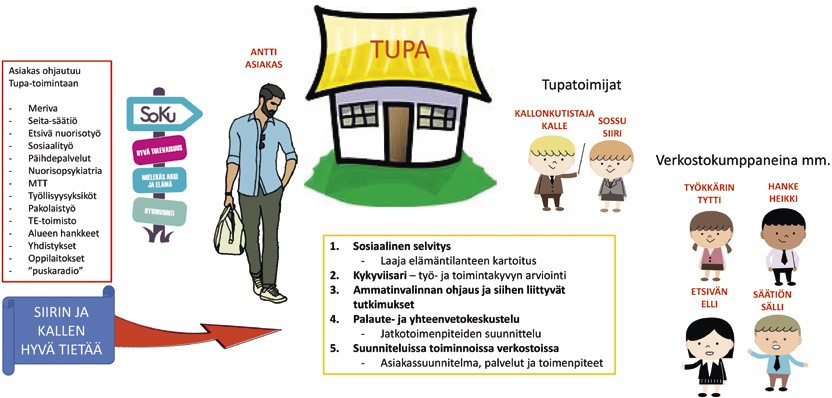 Asiakas ohjautuu
Tupa-toimintaan
- Meriva
- Seita-säätiö
- Etsivä nuorisotyö
- Sosiaalityö
- Päihdepalvelut
- Nuorisopsykiatria
- MTT
- Työllisyysyksiköt
- Pakolaistyö
- TE-toimisto
- Alueen hankkeet
- Yhdistykset
- Oppilaitokset
- "puskaradio"
SIIRIN JA
KALLEN
HYVÄ TIETÄÄ
SoKu
HYVÄ TULEVAISUUS
MIELEKÄS ARKI
JA ELÄMÄ
HYVINVOINTI
ANTTI
ASIAKAS
TUPA
1. Sosiaalinen selvitys
- Laaja elämäntilanteen kartoitus
2. Kykyviisari – työ- ja toimintakyvyn arviointi
3. Ammatinvalinnan ohjaus ja siihen liittyvät
tutkimukset
4. Palaute- ja yhteenvetokeskustelu
- Jatkotoimenpiteiden suunnittelu
5. Suunniteluissa toiminnoissa verkostoissa
- Asiakassuunnitelma, palvelut ja toimenpiteet
Tupatoimijat
KALLONKUTISTAJA
KALLE
SOSSU
SIIRI
Verkostokumppaneina mm.
TYÖKKÄRIN
TYTTI
HANKE
HEIKKI
ETSIVÄN
ELLI
SÄÄTIÖN
SÄLLI